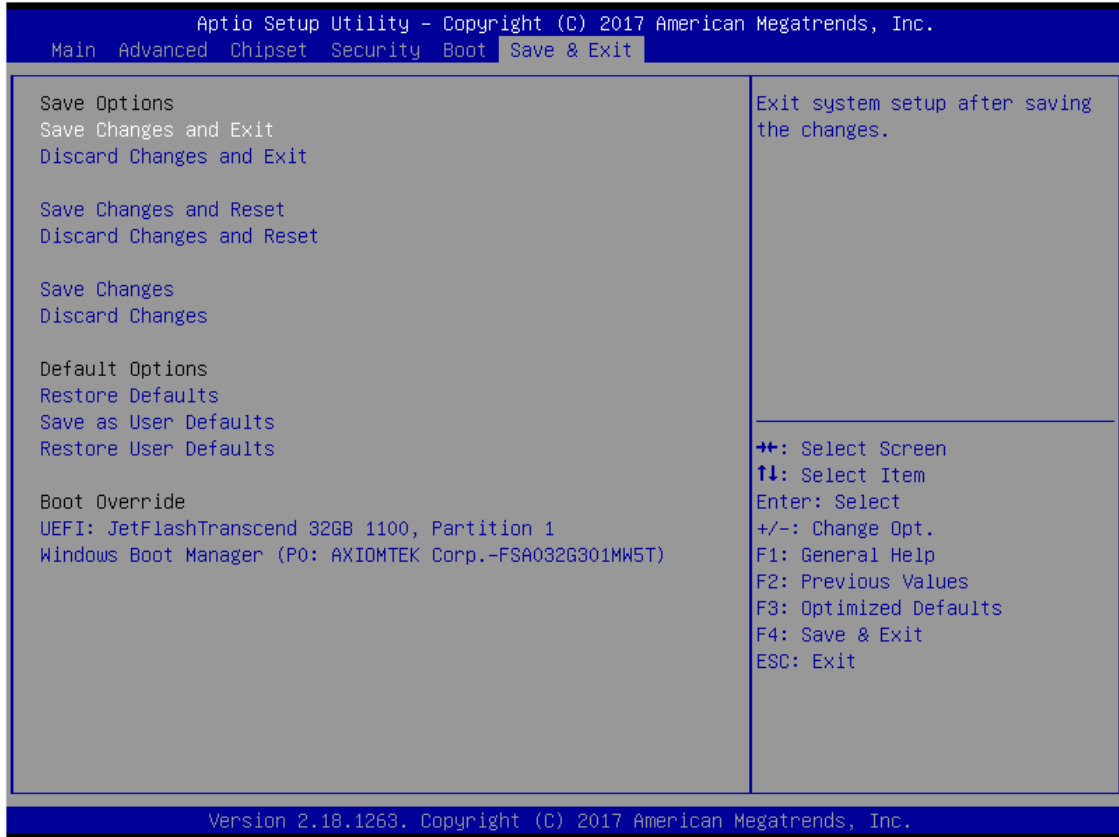 Aptio Setup Utility – Copyright (C) 2017 American Megatrends, Inc.
Main Advanced Chipset Security Boot Save & Exit
Save Options
Save Changes and Exit
Discard Changes and Exit
Save Changes and Reset
Discard Changes and Reset
Save Changes
Discard Changes
Default Options
Restore Defaults
Save as User Defaults
Restore User Defaults
Boot Override
UEFI: JetFlashTranscend 32GB 1100, Partition 1
Windows Boot Manager (P0: AXIOMTEK Corp.-FSA032G301MW5T)
Exit system setup after saving
the changes.
→←: Select Screen
↑↓: Select Item
Enter: Select
+/-: Change Opt.
F1: General Help
F2: Previous Values
F3: Optimized Defaults
F4: Save & Exit
ESC: Exit
Version 2.18.1263. Copyright (C) 2017 American Megatrends, Inc.